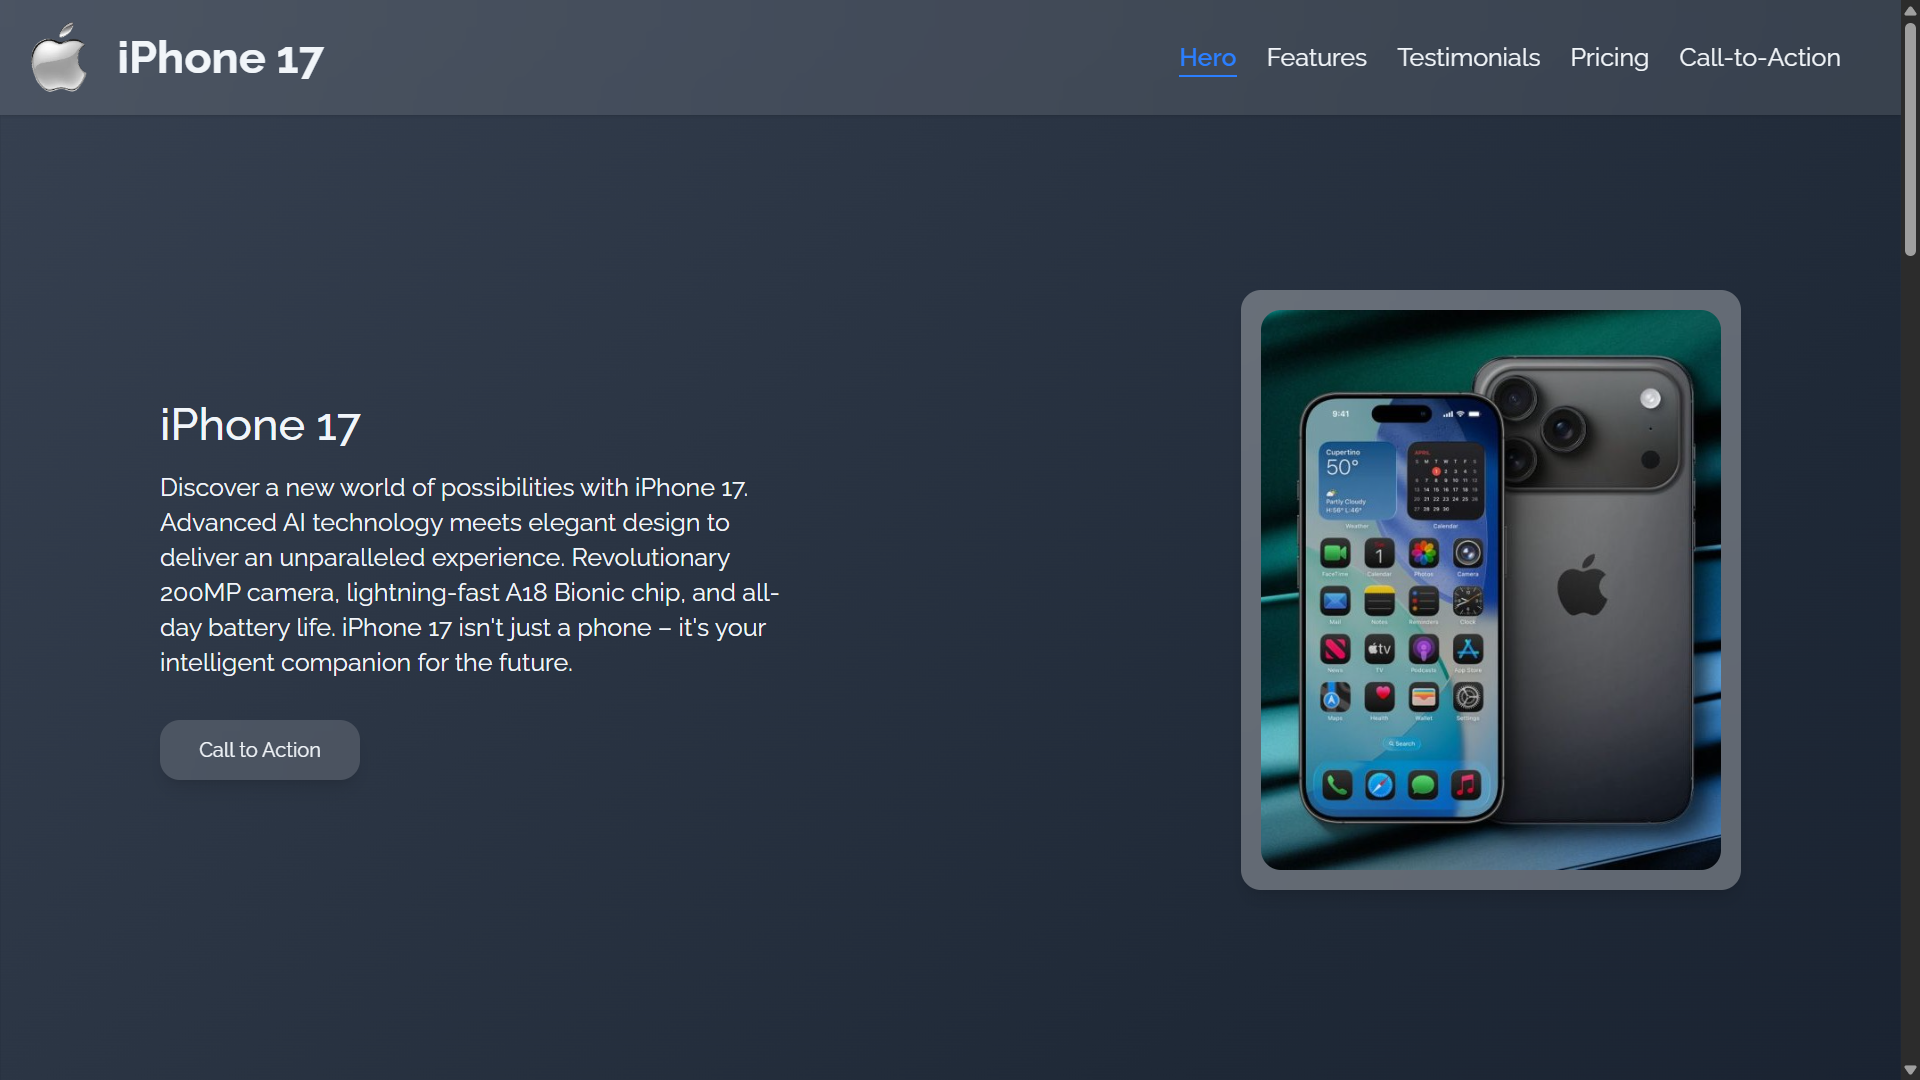 iPhone 17
Hero
Features
Testimonials
Pricing
Call-to-Action
iPhone 17
Discover a new world of possibilities with iPhone 17.
Advanced AI technology meets elegant design to
deliver an unparalleled experience. Revolutionary
200MP camera, lightning-fast A18 Bionic chip, and all-
day battery life. iPhone 17 isn't just a phone – it's your
intelligent companion for the future.
Call to Action
9:41
Cupertino
50°
Partly Cloudy
H:56° L:46°
Weather
APRIL
Calendar
FaceTime
Calendar
Photos
Camera
Mail
Notes
Reminders
Clock
News
TV
Podcasts
App Store
Maps
Health
Wallet
Settings
Search